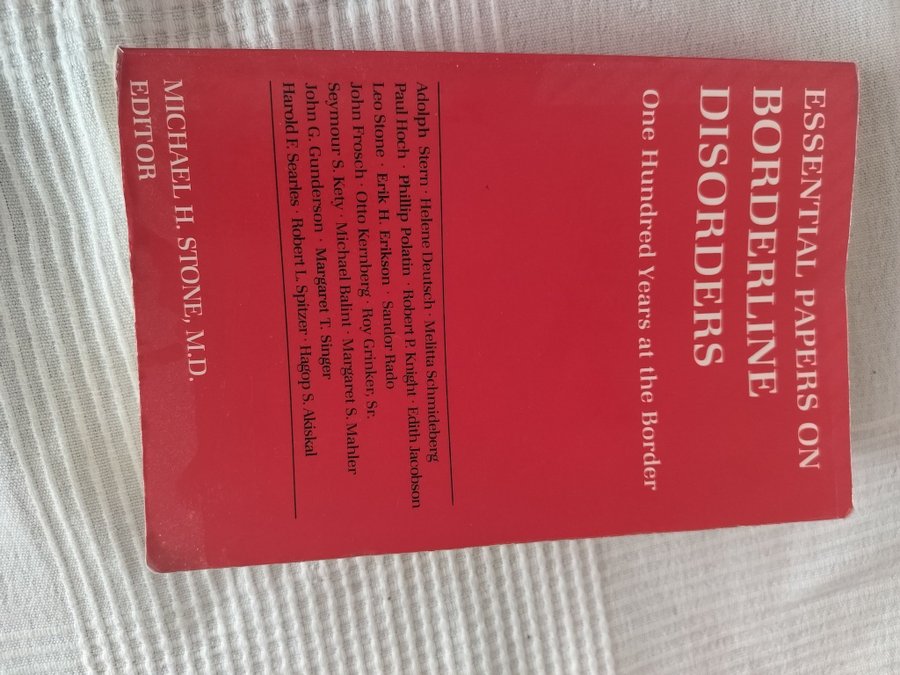 ESSENTIAL PAPERS ON
BORDERLINE
DISORDERS
One Hundred Years at the Border
Adolph Stern · Helene Deutsch · Melitta Schmideberg
Paul Hoch · Phillip Polatin · Robert P. Knight · Edith Jacobson
Leo Stone · Erik H. Erikson · Sandor Rado
John Frosch · Otto Kernberg · Roy Grinker, Sr.
Seymour S. Kety · Michael Balint · Margaret S. Mahler
John G. Gunderson · Margaret T. Singer
Harold F. Searles · Robert L. Spitzer · Hagop S. Akiskal
MICHAEL H. STONE, M.D.
EDITOR